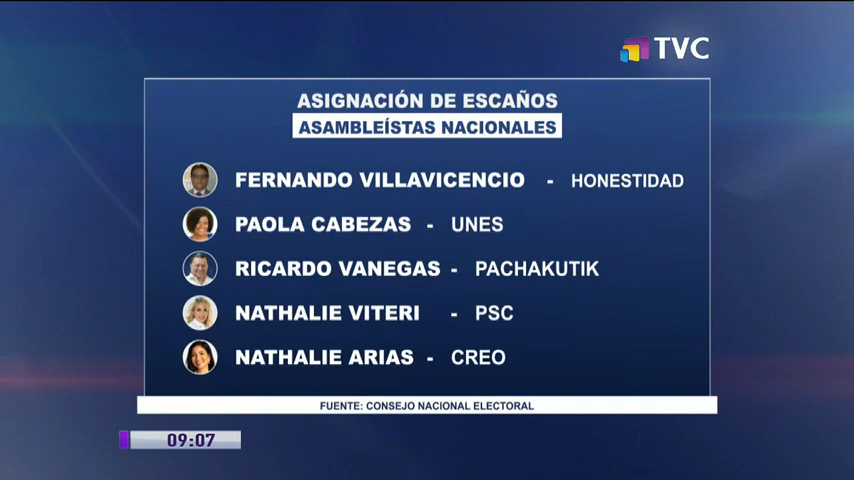 TVC
ASIGNACIÓN DE ESCAÑOS
ASAMBLEÍSTAS NACIONALES
FERNANDO VILLAVICENCIO - HONESTIDAD
PAOLA CABEZAS - UNES
RICARDO VANEGAS - PACHAKUTIK
NATHALIE VITERI - PSC
NATHALIE ARIAS - CREO
FUENTE: CONSEJO NACIONAL ELECTORAL
09:07